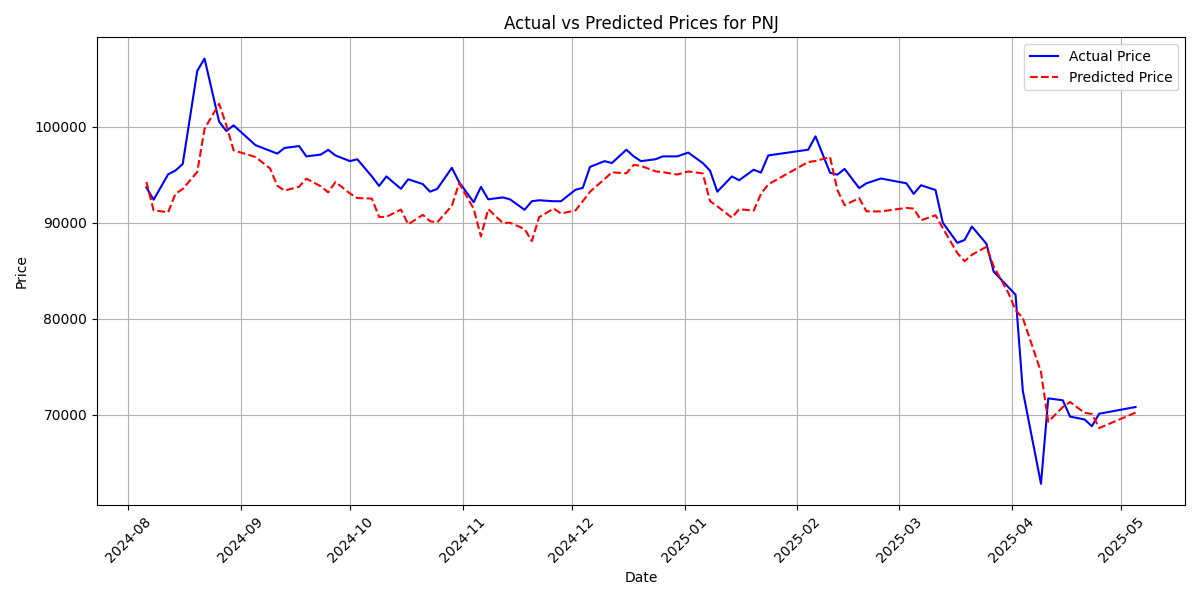 Actual vs Predicted Prices for PNJ
Actual Price
Predicted Price
Price
100000
90000
80000
70000
2024-08
2024-09
2024-10
2024-11
2024-12
2025-01
2025-02
2025-03
2025-04
2025-05
Date